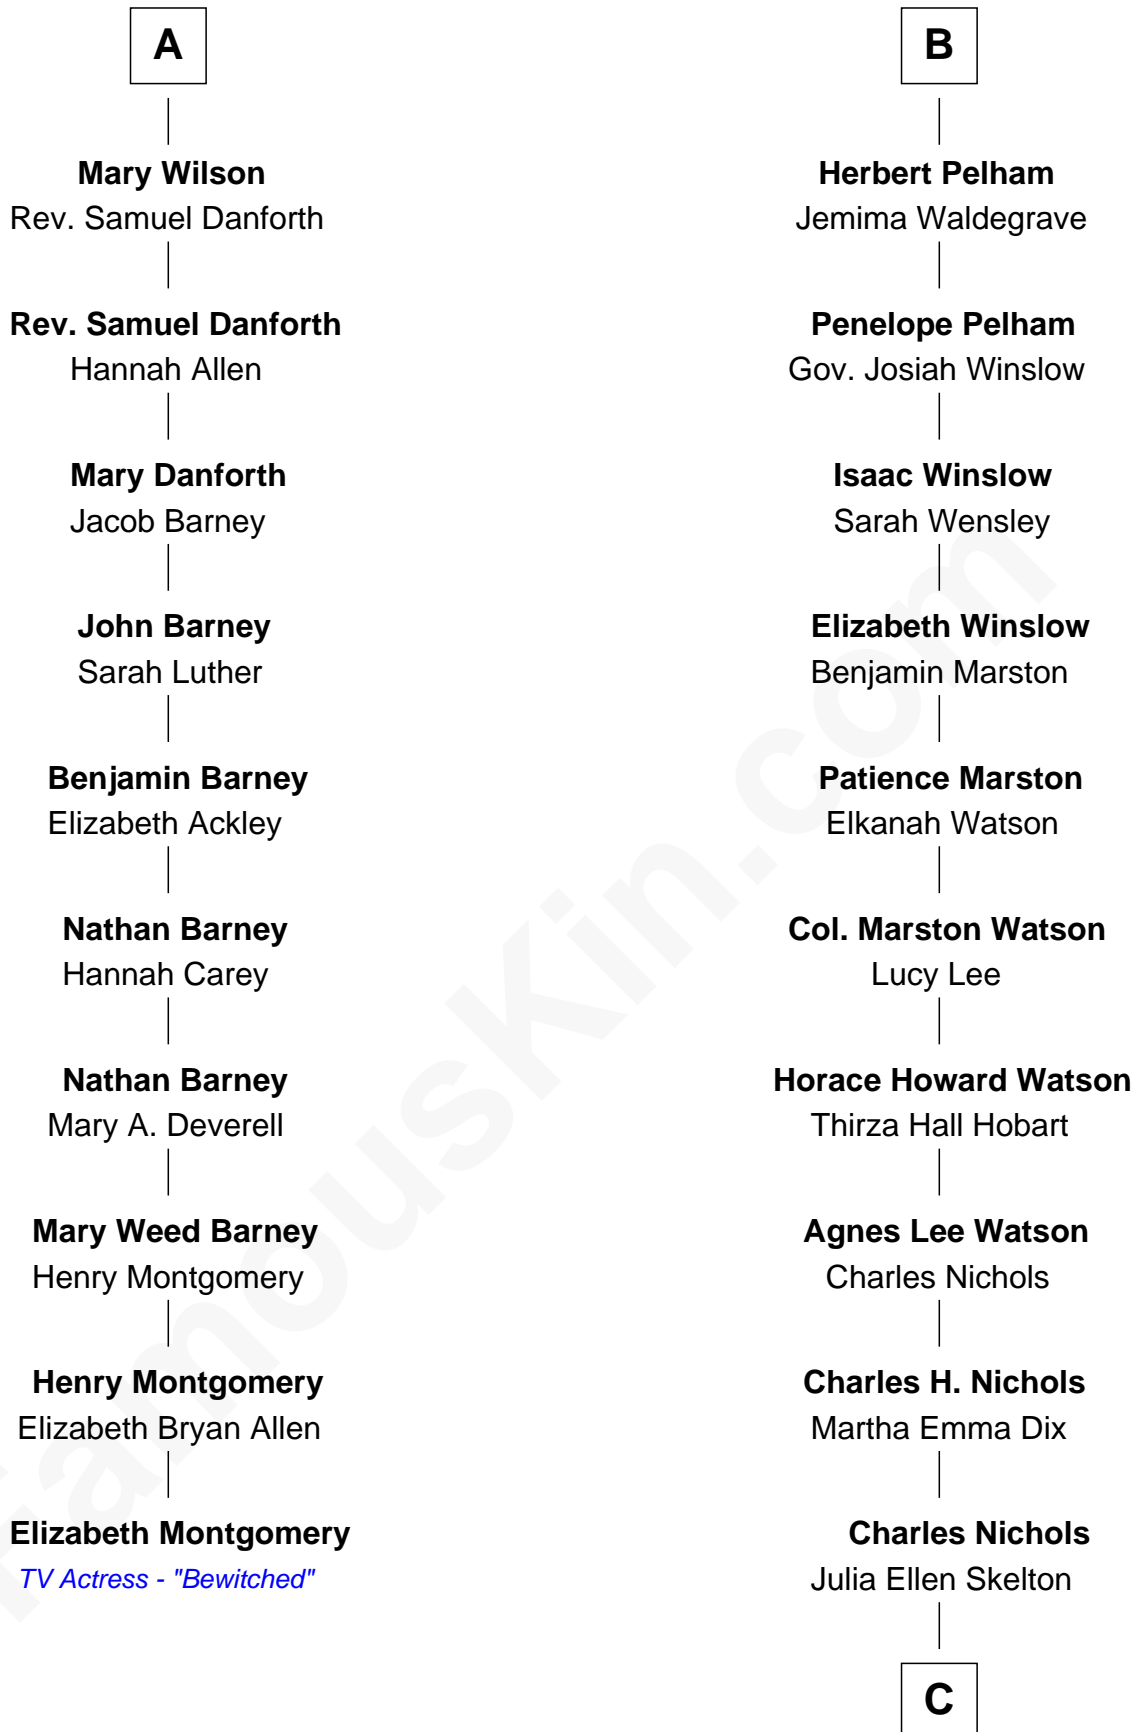 A
Mary Wilson
Rev. Samuel Danforth
Rev. Samuel Danforth
Hannah Allen
Mary Danforth
Jacob Barney
John Barney
Sarah Luther
Benjamin Barney
Elizabeth Ackley
Nathan Barney
Hannah Carey
Nathan Barney
Mary A. Deverell
Mary Weed Barney
Henry Montgomery
Henry Montgomery
Elizabeth Bryan Allen
Elizabeth Montgomery
TV Actress - "Bewitched"
B
Herbert Pelham
Jemima Waldegrave
Penelope Pelham
Gov. Josiah Winslow
Isaac Winslow
Sarah Wensley
Elizabeth Winslow
Benjamin Marston
Patience Marston
Elkanah Watson
Col. Marston Watson
Lucy Lee
Horace Howard Watson
Thirza Hall Hobart
Agnes Lee Watson
Charles Nichols
Charles H. Nichols
Martha Emma Dix
Charles Nichols
Julia Ellen Skelton
C
FamousKin.com